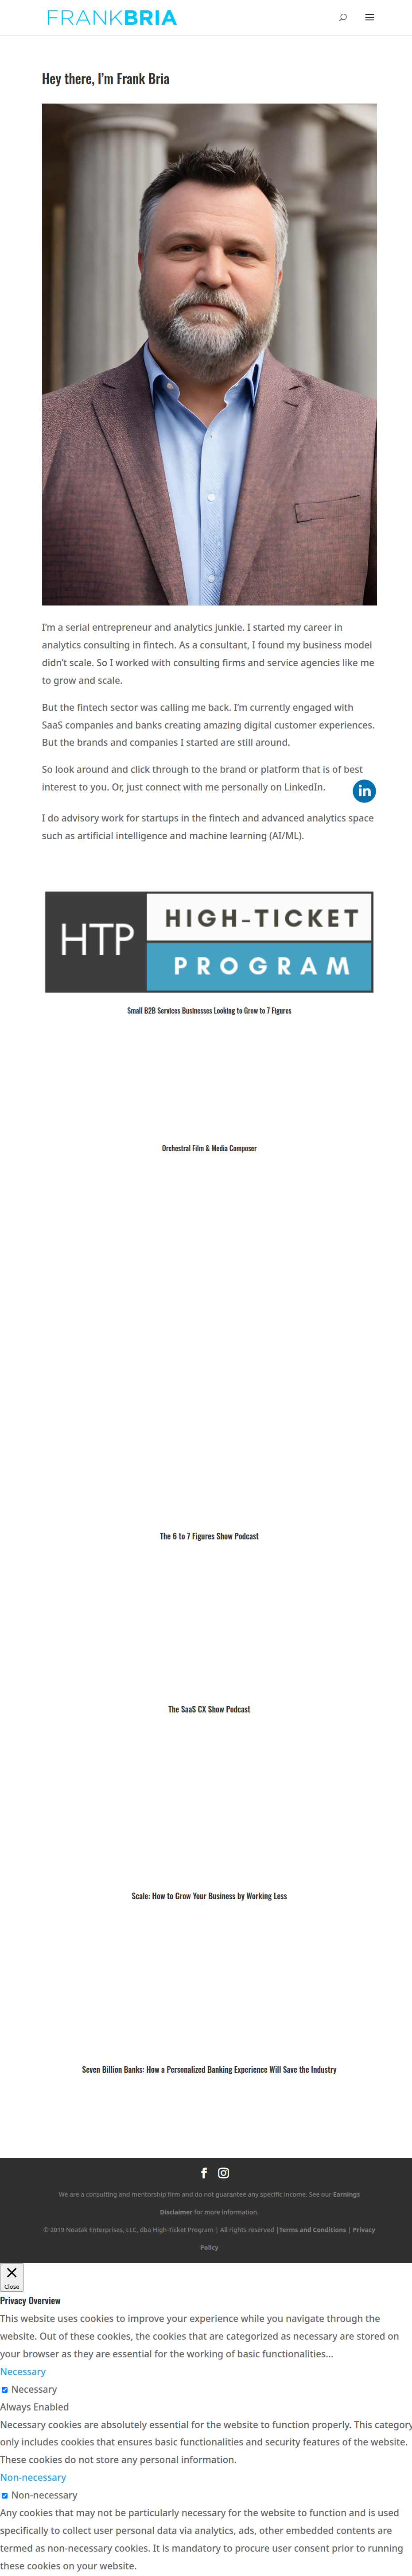 FRANKBRIA
Hey there, I’m Frank Bria
I’m a serial entrepreneur and analytics junkie. I started my career in
analytics consulting in fintech. As a consultant, I found my business model
didn’t scale. So I worked with consulting firms and service agencies like me
to grow and scale.
But the fintech sector was calling me back. I’m currently engaged with
SaaS companies and banks creating amazing digital customer experiences.
But the brands and companies I started are still around.
So look around and click through to the brand or platform that is of best
interest to you. Or, just connect with me personally on LinkedIn.
in
I do advisory work for startups in the fintech and advanced analytics space
such as artificial intelligence and machine learning (AI/ML).
HTP
HIGH-TICKET
PROGRAM
Small B2B Services Businesses Looking to Grow to 7 Figures
Orchestral Film & Media Composer
The 6 to 7 Figures Show Podcast
The SaaS CX Show Podcast
Scale: How to Grow Your Business by Working Less
Seven Billion Banks: How a Personalized Banking Experience Will Save the Industry
We are a consulting and mentorship firm and do not guarantee any specific income. See our Earnings
Disclaimer for more information.
© 2019 Noatak Enterprises, LLC, dba High-Ticket Program | All rights reserved |Terms and Conditions | Privacy
Policy
Close
Privacy Overview
This website uses cookies to improve your experience while you navigate through the
website. Out of these cookies, the cookies that are categorized as necessary are stored on
your browser as they are essential for the working of basic functionalities...
Necessary
Necessary
Always Enabled
Necessary cookies are absolutely essential for the website to function properly. This category
only includes cookies that ensures basic functionalities and security features of the website.
These cookies do not store any personal information.
Non-necessary
Non-necessary
Any cookies that may not be particularly necessary for the website to function and is used
specifically to collect user personal data via analytics, ads, other embedded contents are
termed as non-necessary cookies. It is mandatory to procure user consent prior to running
these cookies on your website.